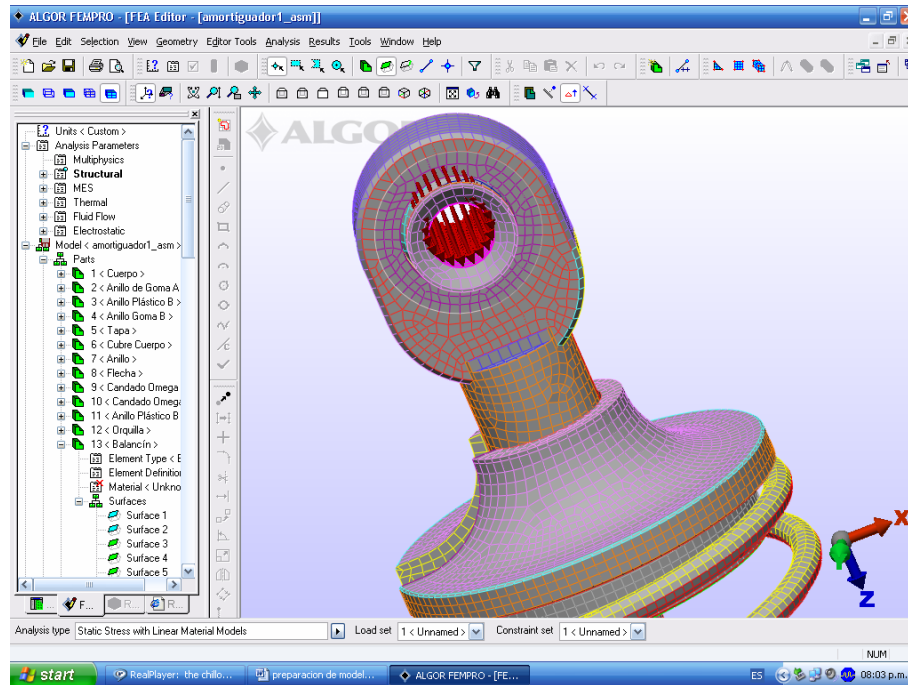 ALGOR FEMPRO - [FEA Editor - [amortiguador1_asm]]
File Edit Selection View Geometry Editor Tools Analysis Results Tools Window Help
ALGO
Units < Custom >
Analysis Parameters
Multiphysics
Structural
MES
Thermal
Fluid Flow
Electrostatic
Model < amortiguador1_asm >
Parts
1 < Cuerpo >
2 < Anillo de Goma A
3 < Anillo Plástico B >
4 < Anillo Goma B >
5 < Tapa >
6 < Cubre Cuerpo >
7 < Anillo >
8 < Flecha >
9 < Candado Omega
10 < Candado Omega
11 < Anillo Plástico B
12 < Orquilla >
13 < Balancín >
Element Type < E
Element Definition
Material < Unkno
Surfaces
Surface 1
Surface 2
Surface 3
Surface 4
Surface 5
X
Z
... F... R... R...
Analysis type Static Stress with Linear Material Models Load set 1 < Unnamed > Constraint set 1 < Unnamed >
NUM
start RealPlayer: the chillo... preparacion de model... ALGOR FEMPRO - [FE... ES 08:03 p.m.